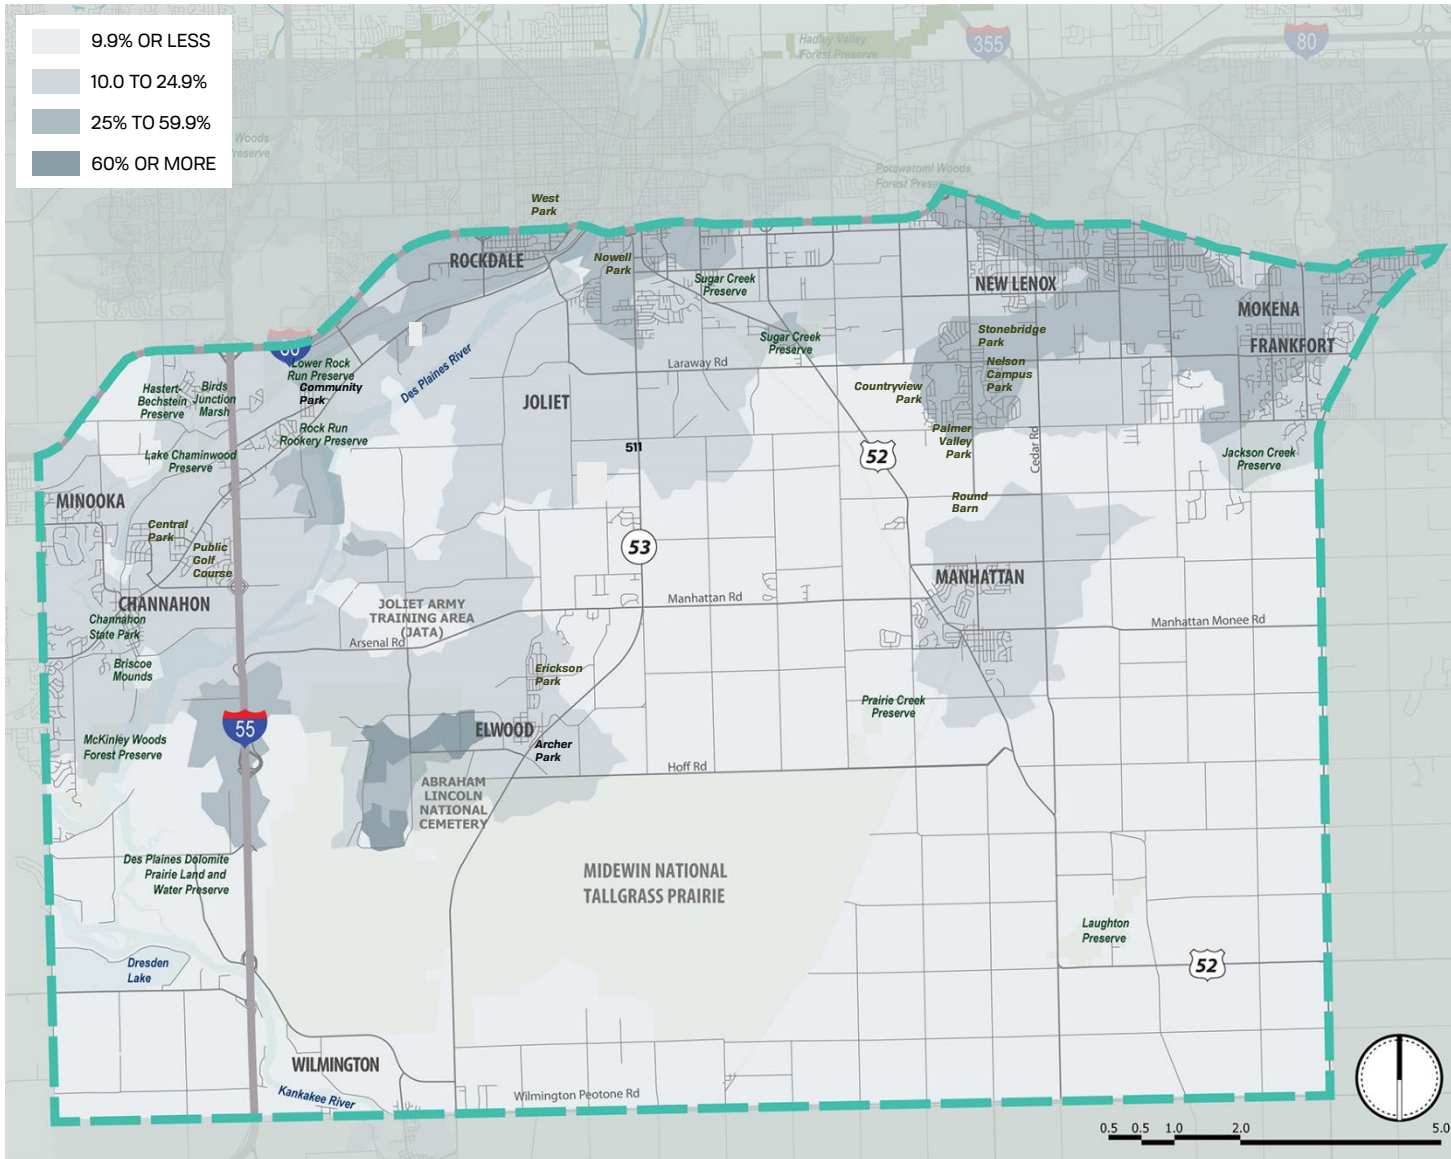 9.9% OR LESS
10.0 TO 24.9%
25% TO 59.9%
60% OR MORE
Hadley Valley
Forest Preserve
355
80
Woods
Preserve
Potawatomi Woods
Forest Preserve
West
Park
ROCKDALE
Nowell
Park
Sugar Creek
Preserve
NEW LENOX
MOKENA
FRANKFORT
Stonebridge
Park
Sugar Creek
Preserve
Lower Rock
Run Preserve
Community
Park
Hastert-
Bechstein
Preserve
Birds
Junction
Marsh
Des Plaines River
Laraway Rd
Nelson
Campus
Park
Countryview
Park
JOLIET
Rock Run
Rookery Preserve
Lake Chaminwood
Preserve
511
52
Palmer
Valley
Park
Cedar Rd
Jackson Creek
Preserve
MINOOKA
Round
Barn
Central
Park
Public
Golf
Course
53
MANHATTAN
CHANNAHON
Channahon
State Park
JOLIET ARMY
TRAINING AREA
(JATA)
Manhattan Rd
Arsenal Rd
Manhattan Monee Rd
Briscoe
Mounds
Erickson
Park
Prairie Creek
Preserve
55
McKinley Woods
Forest Preserve
ELWOOD
Archer
Park
Hoff Rd
ABRAHAM
LINCOLN
NATIONAL
CEMETERY
Des Plaines Dolomite
Prairie Land and
Water Preserve
MIDEWIN NATIONAL
TALLGRASS PRAIRIE
Laughton
Preserve
Dresden
Lake
52
WILMINGTON
Kankakee River
Wilmington Peotone Rd
0.5 0.5 1.0 2.0 5.0